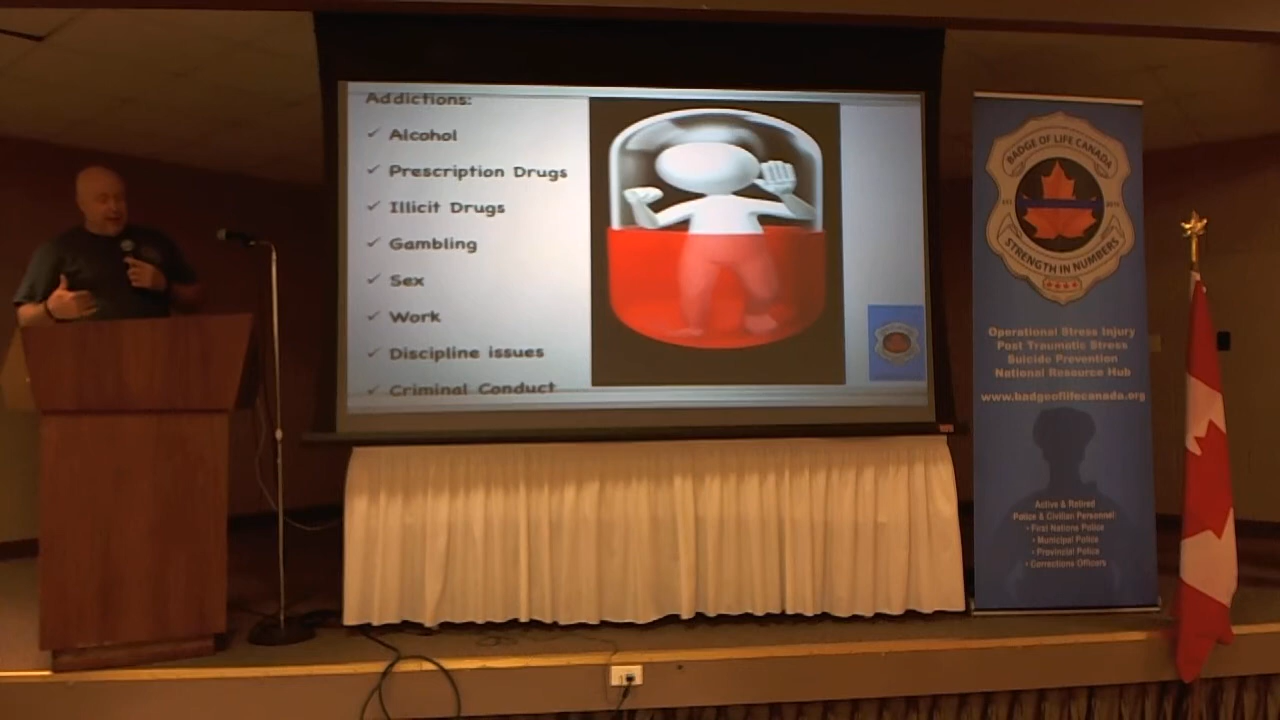 Addictions:
✓ Alcohol
✓ Prescription Drugs
✓ Illicit Drugs
✓ Gambling
✓ Sex
✓ Work
✓ Discipline issues
✓ Criminal Conduct
BADGE OF LIFE CANADA
STRENGTH IN NUMBERS
Operational Stress Injury
Post Traumatic Stress
Suicide Prevention
National Resource Hub
www.badgeoflifecanada.org
Active & Retired
Police & Civilian Personnel
• First Nations Police
• Municipal Police
• Provincial Police
• Corrections Officers